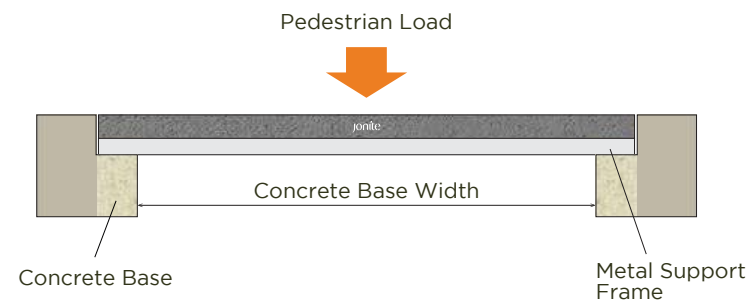 Pedestrian Load
jonite
Concrete Base Width
Concrete Base
Metal Support
Frame